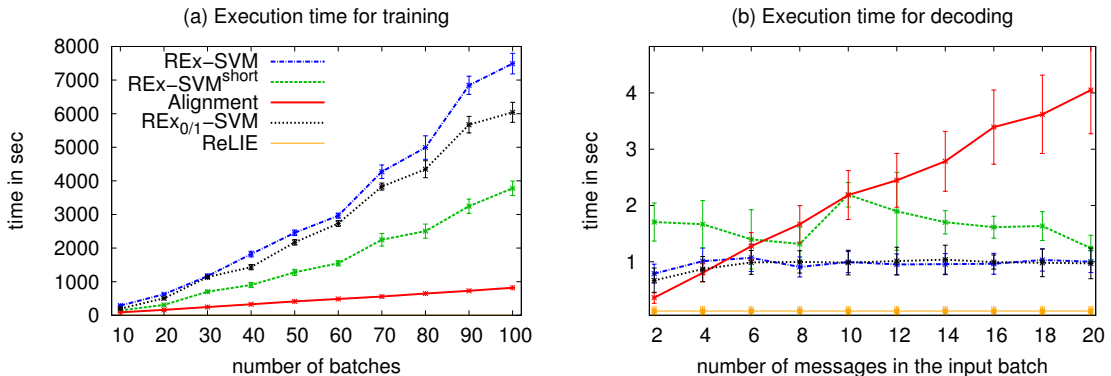 (a) Execution time for training
8000
7000
6000
5000
4000
3000
2000
1000
0
time in sec
REx−SVM
REx−SVM^short
Alignment
REx_0/1−SVM
ReLIE
10 20 30 40 50 60 70 80 90 100
number of batches
(b) Execution time for decoding
4
3
2
1
time in sec
2 4 6 8 10 12 14 16 18 20
number of messages in the input batch